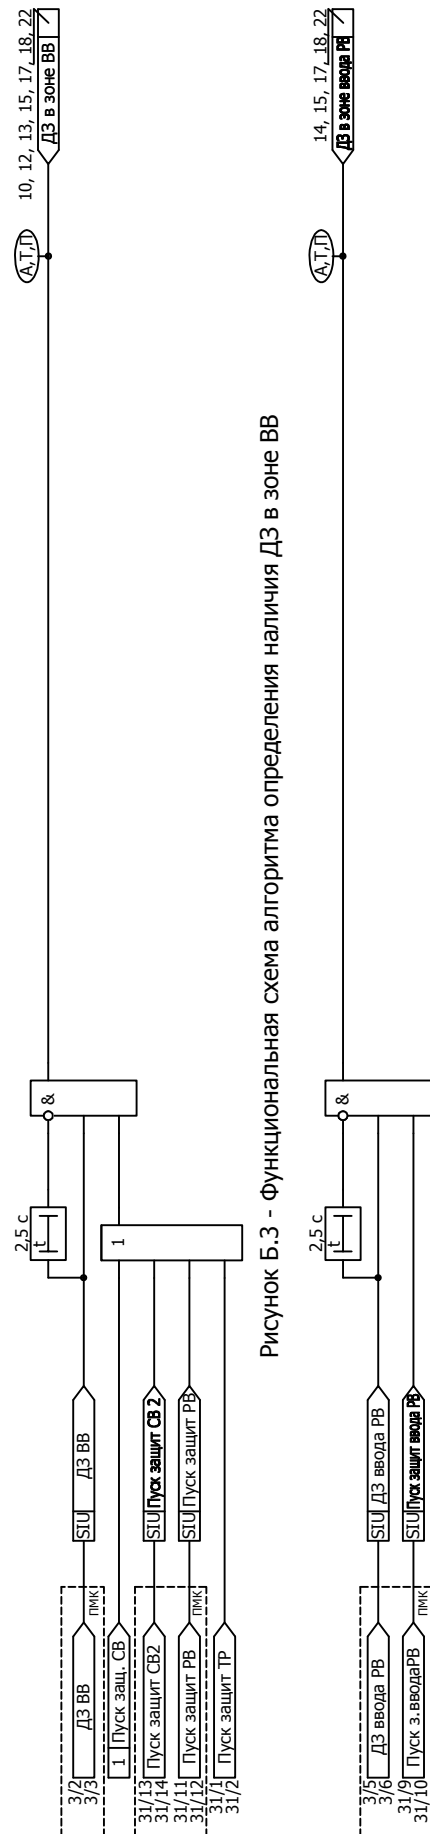 3/2
3/3
ДЗ ВВ
ПМК
SIU ДЗ ВВ
2,5 с
t
&
А,Т,П
ДЗ в зоне ВВ
10, 12, 13, 15, 17, 18, 22
1 Пуск защ. СВ
31/13
31/14
Пуск защит СВ2
SIU Пуск защит СВ 2
1
31/11
31/12
Пуск защит РВ
ПМК
SIU Пуск защит РВ
31/1
31/2
Пуск защит ТР
Рисунок Б.3 - Функциональная схема алгоритма определения наличия ДЗ в зоне ВВ
3/5
3/6
ДЗ ввода РВ
SIU ДЗ ввода РВ
2,5 с
t
&
А,Т,П
ДЗ в зоне ввода РВ
14, 15, 17, 18, 22
31/9
31/10
Пуск з.вводаРВ
ПМК
SIU Пуск защит ввода РВ